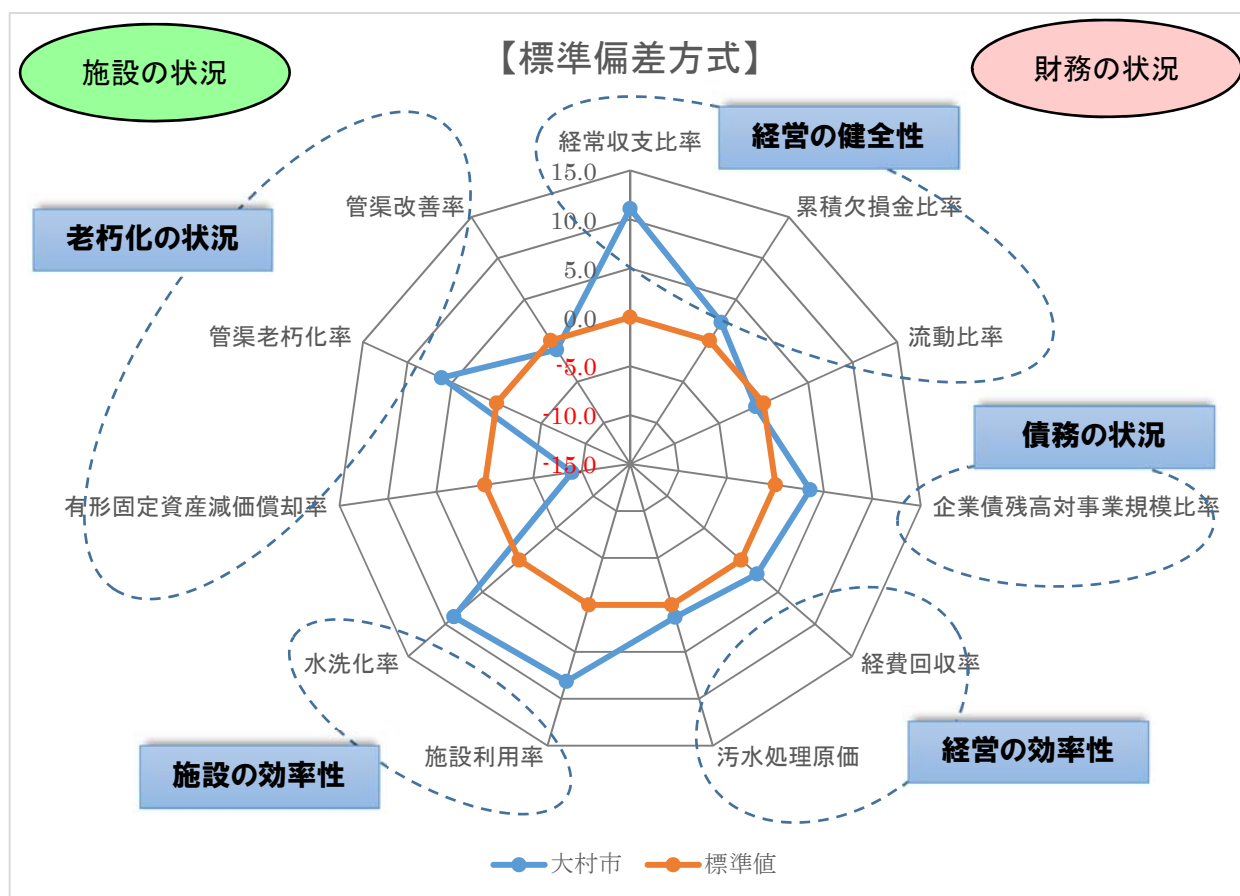 施設の状況
【標準偏差方式】
財務の状況
経営の健全性
経常収支比率
15.0
10.0
5.0
0.0
-5.0
-10.0
-15.0
累積欠損金比率
流動比率
債務の状況
企業債残高対事業規模比率
経費回収率
経営の効率性
汚水処理原価
施設利用率
施設の効率性
水洗化率
有形固定資産減価償却率
管渠老朽化率
老朽化の状況
管渠改善率
大村市
標準値